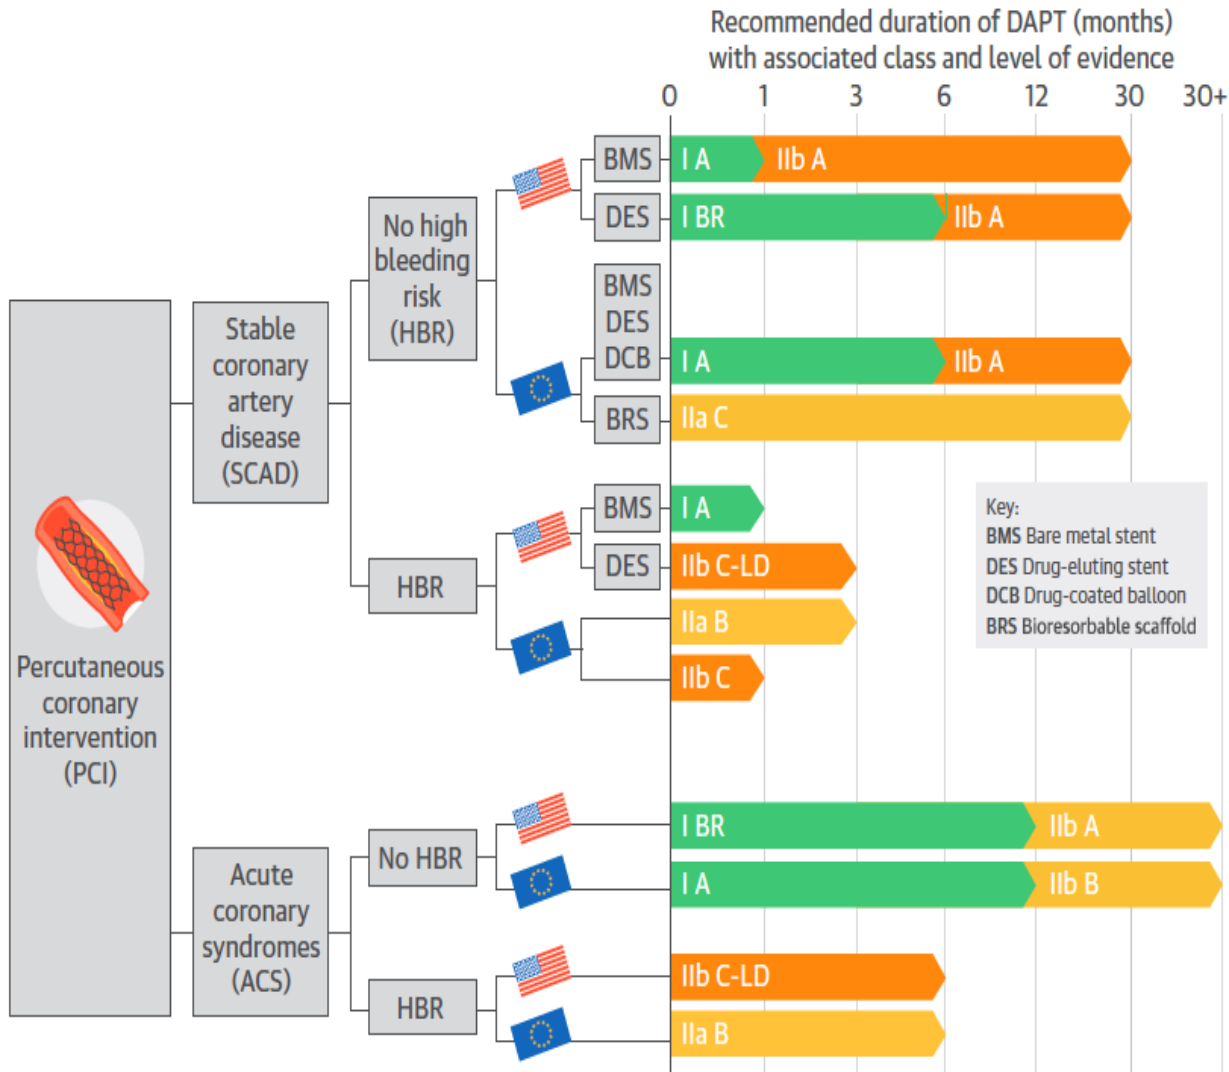 Recommended duration of DAPT (months)
with associated class and level of evidence
0 1 3 6 12 30 30+
Percutaneous
coronary
intervention
(PCI)
Stable
coronary
artery
disease
(SCAD)
No high
bleeding
risk
(HBR)
BMS
I A IIb A
DES
I BR IIb A
BMS
DES
DCB
I A IIb A
BRS
IIa C
HBR
BMS
I A
DES
IIb C-LD
IIa B
IIb C
Key:
BMS Bare metal stent
DES Drug-eluting stent
DCB Drug-coated balloon
BRS Bioresorbable scaffold
Acute
coronary
syndromes
(ACS)
No HBR
I BR IIb A
I A IIb B
HBR
IIb C-LD
IIa B